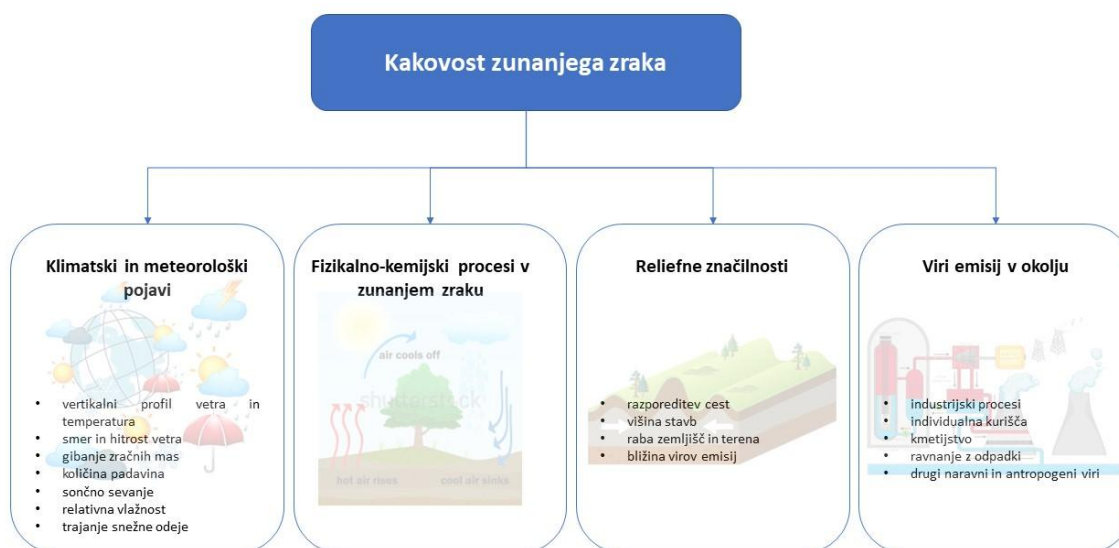 Kakovost zunanjega zraka
Klimatski in meteorološki
pojavi
vertikalni profil vetra in
temperatura
smer in hitrost vetra
gibanje zračnih mas
količina padavina
sončno sevanje
relativna vlažnost
trajanje snežne odeje
Fizikalno-kemijski procesi v
zunanjem zraku
air cools off
shutterstock
hot air rises
cool air sinks
Reliefne značilnosti
razporeditev cest
višina stavb
raba zemljišč in terena
bližina virov emisij
Viri emisij v okolju
industrijski procesi
individualna kurišča
kmetijstvo
ravnanje z odpadki
drugi naravni in antropogeni viri